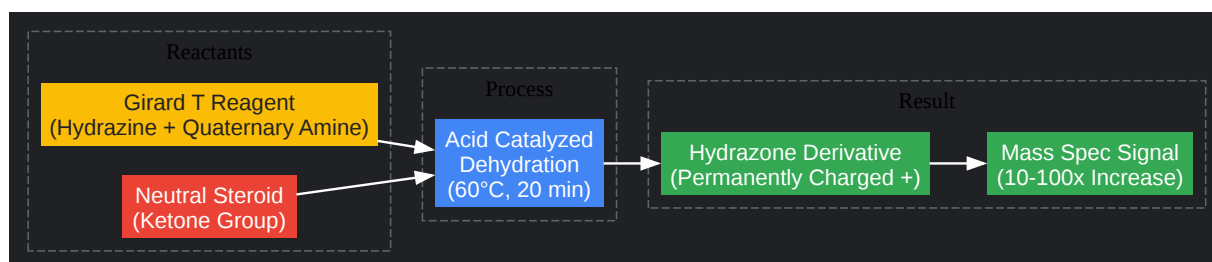 Reactants
Girard T Reagent
(Hydrazine + Quaternary Amine)
Neutral Steroid
(Ketone Group)
Process
Acid Catalyzed
Dehydration
(60°C, 20 min)
Result
Hydrazone Derivative
(Permanently Charged +)
Mass Spec Signal
(10-100x Increase)